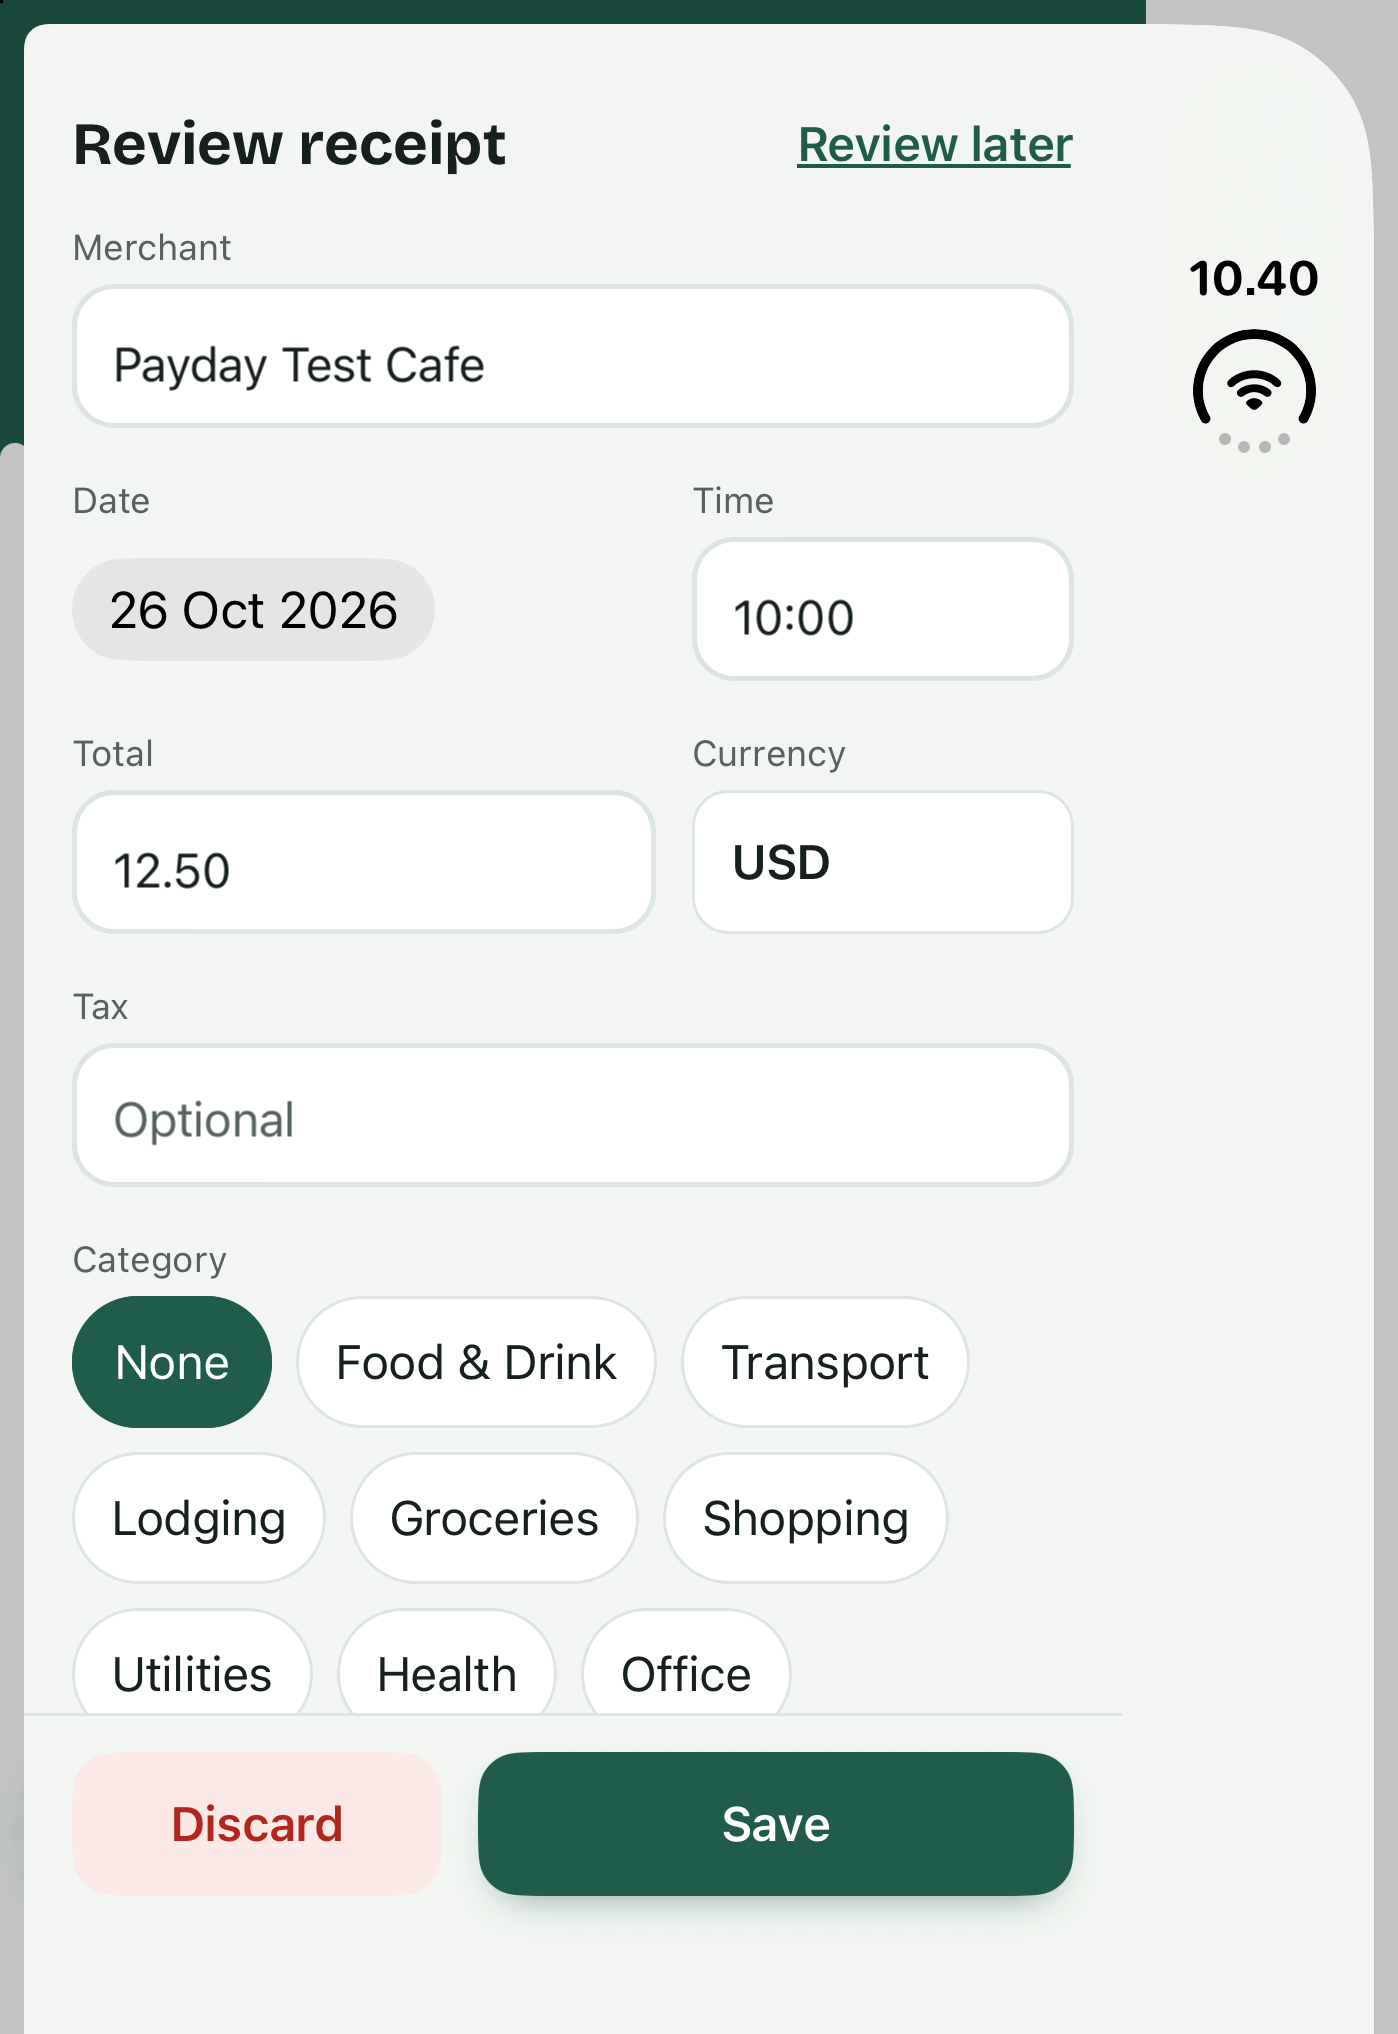 Review receipt
Review later
10.40
Merchant
Payday Test Cafe
Date
Time
26 Oct 2026
10:00
Total
Currency
12.50
USD
Tax
Optional
Category
None
Food & Drink
Transport
Lodging
Groceries
Shopping
Utilities
Health
Office
Discard
Save